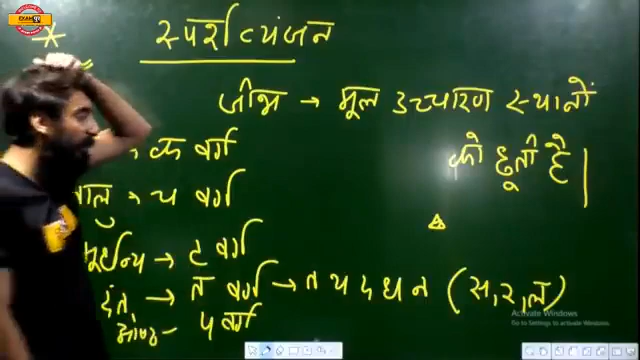 EXAM
* स्पर्श व्यंजन
जीभ → मूल उच्चारण स्थानों
को छूती है |
क वर्ग
तालु → च वर्ग
मूर्धन्य → ट वर्ग
दंत → त वर्ग → त थ द ध न (स, र, ल)
ओष्ठ - प वर्ग
Activate Windows
Go to Settings to activate Windows.